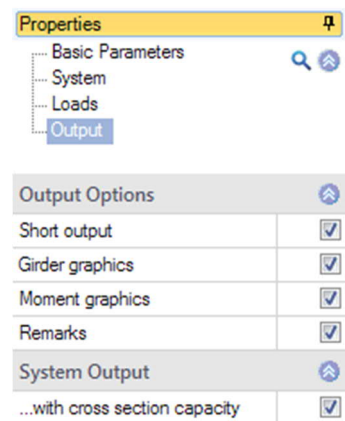 Properties
Basic Parameters
System
Loads
Output
Output Options
Short output
Girder graphics
Moment graphics
Remarks
System Output
...with cross section capacity